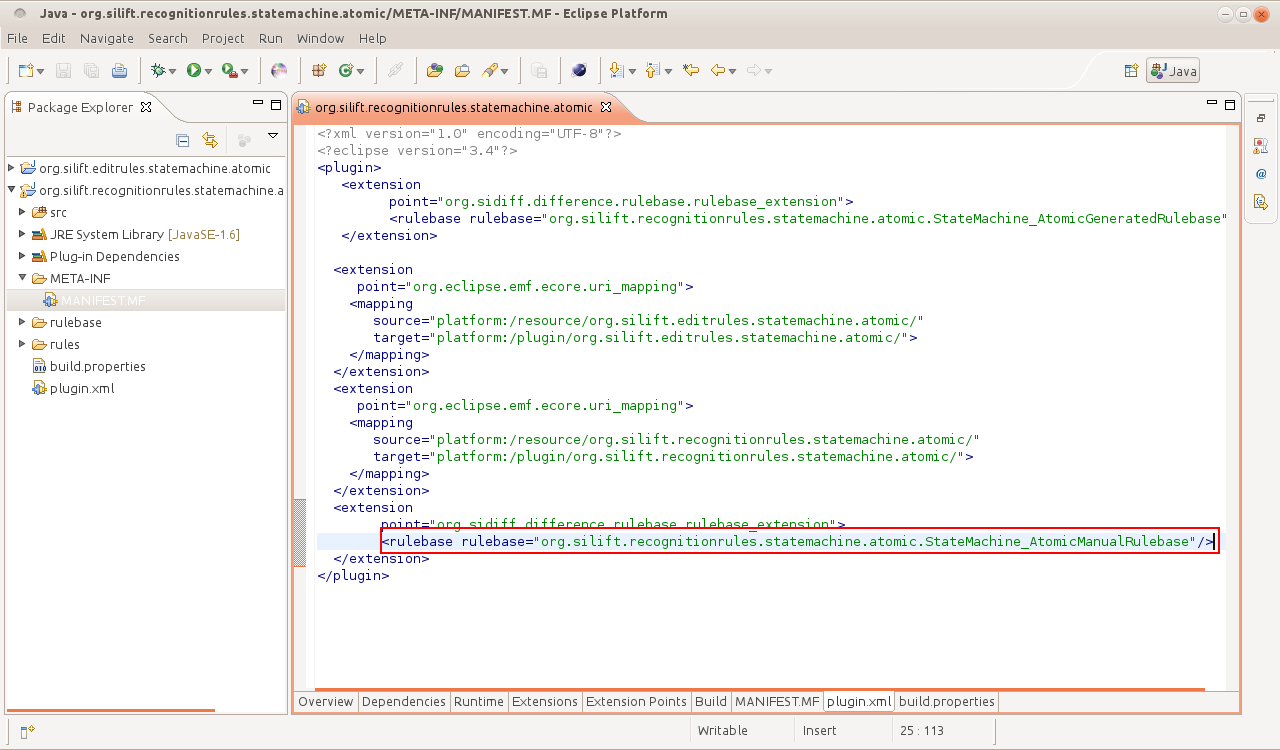 Java - org.silift.recognitionrules.statemachine.atomic/META-INF/MANIFEST.MF - Eclipse Platform
File Edit Navigate Search Project Run Window Help
Java
Package Explorer
org.silift.editrules.statemachine.atomic
org.silift.recognitionrules.statemachine.a
src
JRE System Library [JavaSE-1.6]
Plug-in Dependencies
META-INF
MANIFEST.MF
rulebase
rules
build.properties
plugin.xml
org.silift.recognitionrules.statemachine.atomic
<?xml version="1.0" encoding="UTF-8"?>
<?eclipse version="3.4"?>
<plugin>
<extension
point="org.sidiff.difference.rulebase.rulebase_extension">
<rulebase rulebase="org.silift.recognitionrules.statemachine.atomic.StateMachine_AtomicGeneratedRulebase"
</extension>
<extension
point="org.eclipse.emf.ecore.uri_mapping">
<mapping
source="platform:/resource/org.silift.editrules.statemachine.atomic/"
target="platform:/plugin/org.silift.editrules.statemachine.atomic/">
</mapping>
</extension>
<extension
point="org.eclipse.emf.ecore.uri_mapping">
<mapping
source="platform:/resource/org.silift.recognitionrules.statemachine.atomic/"
target="platform:/plugin/org.silift.recognitionrules.statemachine.atomic/">
</mapping>
</extension>
<extension
point="org.sidiff.difference.rulebase.rulebase_extension">
<rulebase rulebase="org.silift.recognitionrules.statemachine.atomic.StateMachine_AtomicManualRulebase"/>
</extension>
</plugin>
Overview Dependencies Runtime Extensions Extension Points Build MANIFEST.MF plugin.xml build.properties
Writable Insert 25 : 113